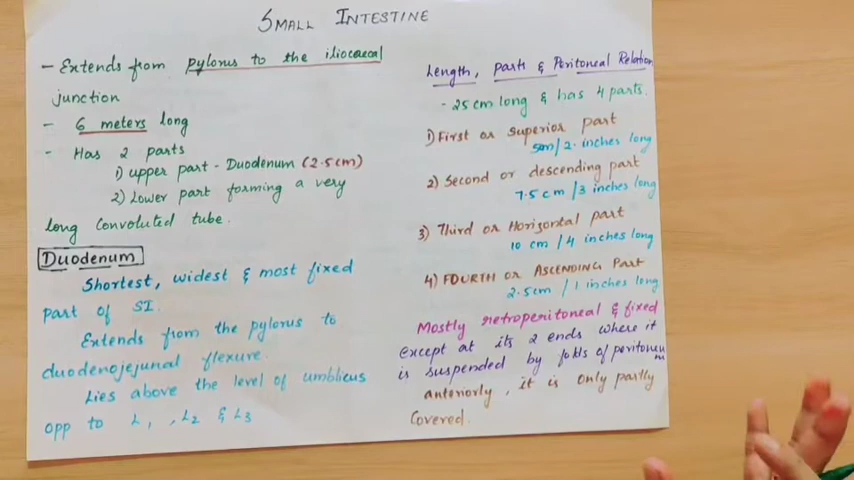 SMALL INTESTINE
- Extends from pylorus to the iliocaecal
junction
- 6 meters long
- Has 2 parts
1) upper part - Duodenum (2.5cm)
2) Lower part forming a very
long convoluted tube.
Duodenum
Shortest, widest & most fixed
part of SI.
Extends from the pylorus to
duodenojejunal flexure.
Lies above the level of umblicus
opp to L1, L2 & L3
Length, parts & Peritoneal Relation
- 25cm long & has 4 parts.
1) First or superior part
5cm/2 inches long
2) Second or descending part
7.5 cm / 3 inches long
3) Third or Horizontal part
10 cm / 4 inches long
4) FOURTH or ASCENDING Part
2.5cm / 1 inches long
Mostly retroperitoneal & fixed
except at its 2 ends where it
is suspended by folds of peritoneum
anteriorly, it is only partly
Covered.